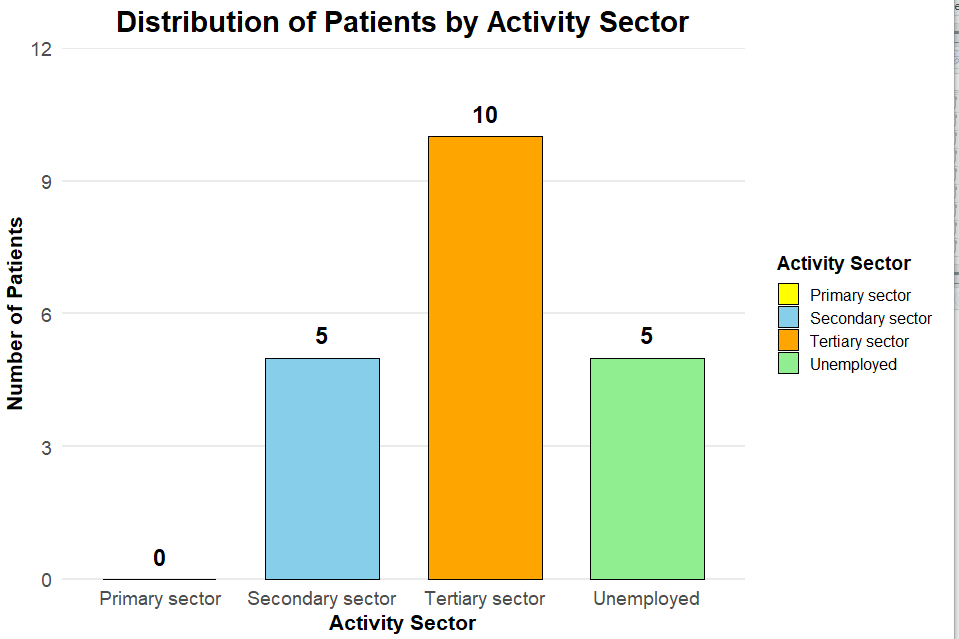 Distribution of Patients by Activity Sector
12
9
6
3
0
Number of Patients
0
5
10
5
Primary sector
Secondary sector
Tertiary sector
Unemployed
Activity Sector
Activity Sector
Primary sector
Secondary sector
Tertiary sector
Unemployed